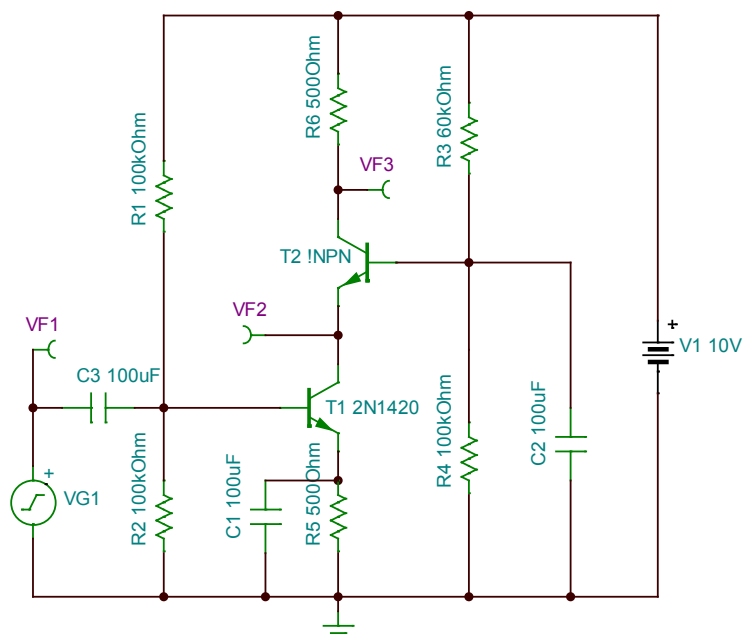 R6 500Ohm
R3 60kOhm
R1 100kOhm
VF3
T2 !NPN
VF2
VF1
+
V1 10V
C3 100uF
T1 2N1420
C2 100uF
R4 100kOhm
+
VG1
R2 100kOhm
C1 100uF
R5 500Ohm